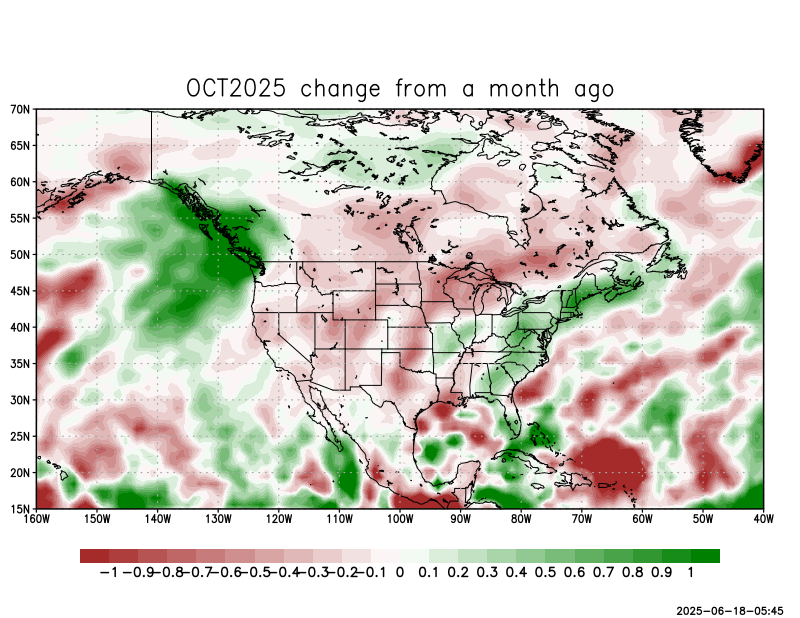 OCT2025 change from a month ago
70N
65N
60N
55N
50N
45N
40N
35N
30N
25N
20N
15N
160W 150W 140W 130W 120W 110W 100W 90W 80W 70W 60W 50W 40W
-1 -0.9 -0.8 -0.7 -0.6 -0.5 -0.4 -0.3 -0.2 -0.1 0 0.1 0.2 0.3 0.4 0.5 0.6 0.7 0.8 0.9 1
2025-06-18-05:45